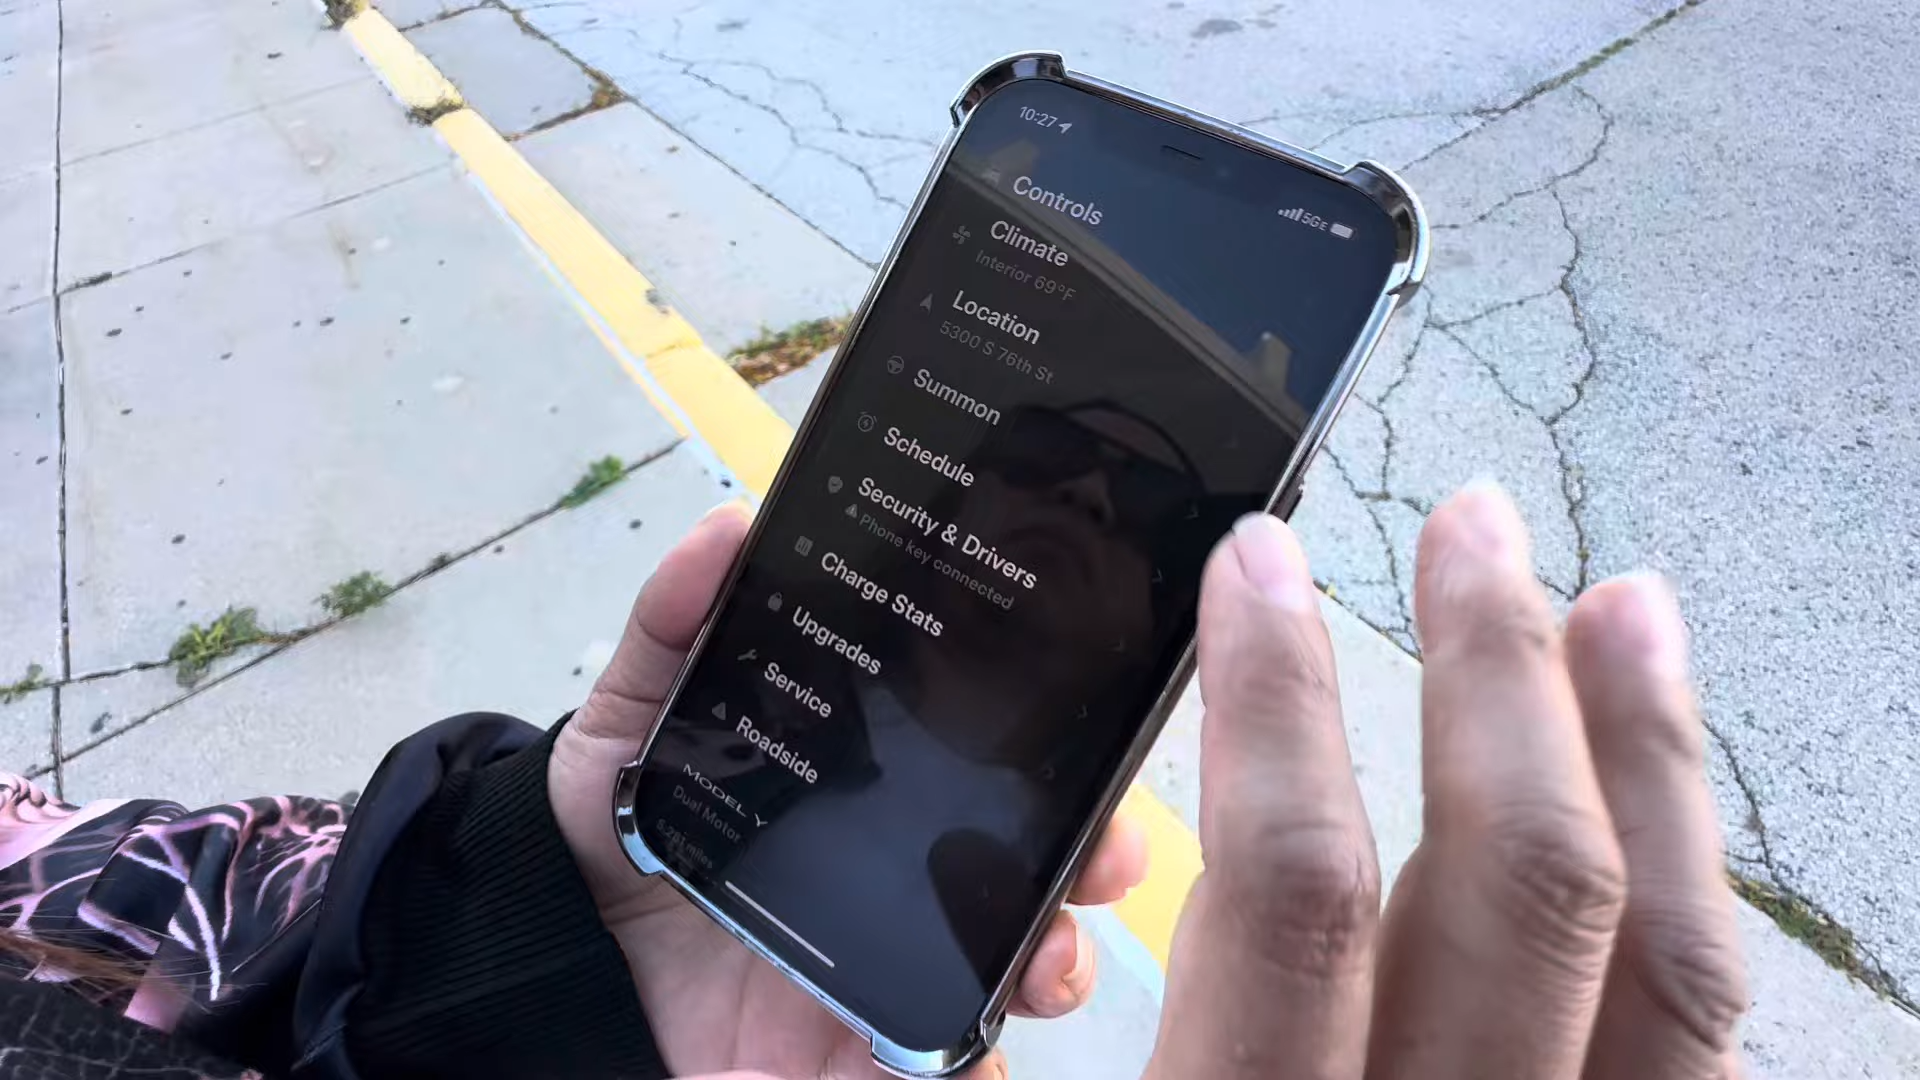 10:27
5GE
Controls
Climate
Interior 69°F
Location
5300 S 76th St
Summon
Schedule
Security & Drivers
Phone key connected
Charge Stats
Upgrades
Service
Roadside
MODEL Y
Dual Motor
miles